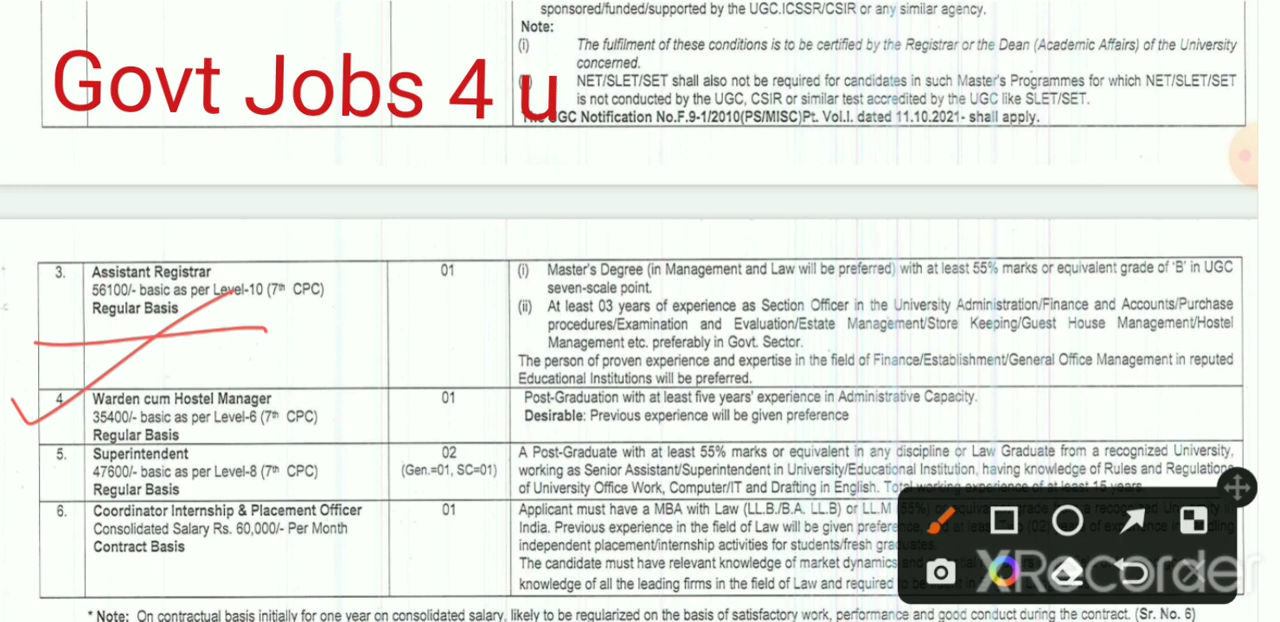 sponsored/funded/supported by the UGC.ICSSR/CSIR or any similar agency.
Note:
(i) The fulfilment of these conditions is to be certified by the Registrar or the Dean (Academic Affairs) of the University
concerned.
NET/SLET/SET shall also not be required for candidates in such Master's Programmes for which NET/SLET/SET
is not conducted by the UGC, CSIR or similar test accredited by the UGC like SLET/SET.
UGC Notification No.F.9-1/2010(PS/MISC)Pt. Vol.I. dated 11.10.2021- shall apply.
Govt Jobs 4 u
3. Assistant Registrar
56100/- basic as per Level-10 (7th CPC)
Regular Basis
01
(i) Master's Degree (in Management and Law will be preferred) with at least 55% marks or equivalent grade of 'B' in UGC
seven-scale point.
(ii) At least 03 years of experience as Section Officer in the University Administration/Finance and Accounts/Purchase
procedures/Examination and Evaluation/Estate Management/Store Keeping/Guest House Management/Hostel
Management etc. preferably in Govt. Sector.
The person of proven experience and expertise in the field of Finance/Establishment/General Office Management in reputed
Educational Institutions will be preferred.
4. Warden cum Hostel Manager
35400/- basic as per Level-6 (7th CPC)
Regular Basis
01
Post-Graduation with at least five years' experience in Administrative Capacity.
Desirable: Previous experience will be given preference
5. Superintendent
47600/- basic as per Level-8 (7th CPC)
Regular Basis
02
(Gen.=01, SC=01)
A Post-Graduate with at least 55% marks or equivalent in any discipline or Law Graduate from a recognized University,
working as Senior Assistant/Superintendent in University/Educational Institution, having knowledge of Rules and Regulations
of University Office Work, Computer/IT and Drafting in English. Total working experience of at least 15 years.
6. Coordinator Internship & Placement Officer
Consolidated Salary Rs. 60,000/- Per Month
Contract Basis
01
Applicant must have a MBA with Law (LL.B./B.A. LL.B) or LL.M (55%)
India. Previous experience in the field of Law will be given preference
independent placement/internship activities for students/fresh graduates.
The candidate must have relevant knowledge of market dynamics
knowledge of all the leading firms in the field of Law and required
* Note: On contractual basis initially for one year on consolidated salary, likely to be regularized on the basis of satisfactory work, performance and good conduct during the contract. (Sr. No. 6)
XRecorder